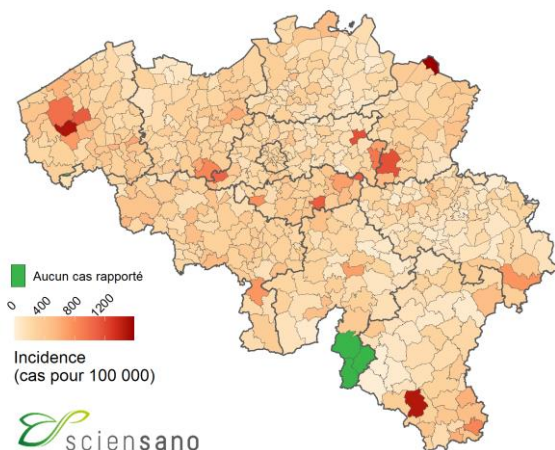 Aucun cas rapporté
0 400 800 1200
Incidence
(cas pour 100 000)
sciensano